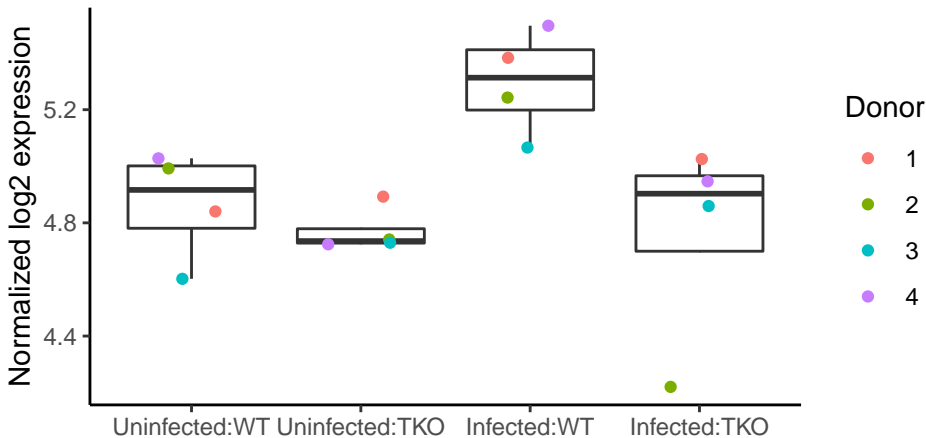 Normalized log2 expression
5.2
4.8
4.4
Uninfected:WT Uninfected:TKO Infected:WT Infected:TKO
Donor
1
2
3
4